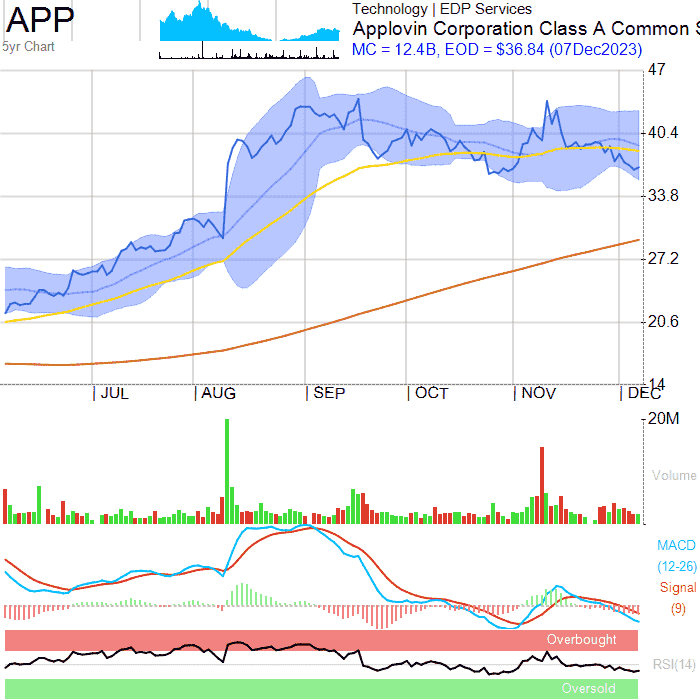 APP
5yr Chart
Technology | EDP Services
Applovin Corporation Class A Common S
MC = 12.4B, EOD = $36.84 (07Dec2023)
47
40.4
33.8
27.2
20.6
14
JUL AUG SEP OCT NOV DEC
20M
Volume
MACD
(12-26)
Signal
(9)
Overbought
RSI(14)
Oversold